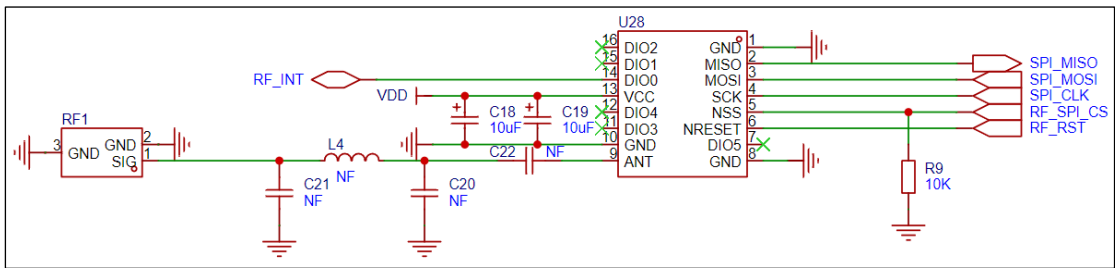 U28
16 DIO2 GND 1
15 DIO1 MISO 2 SPI_MISO
RF_INT 14 DIO0 MOSI 3 SPI_MOSI
VDD 13 VCC SCK 4 SPI_CLK
12 DIO4 NSS 5 RF_SPI_CS
11 DIO3 NRESET 6 RF_RST
10 GND DIO5 7
9 ANT GND 8
+ C18 + C19
10uF 10uF
RF1
3 GND GND 2
SIG 1
L4
NF
C22 NF
C21
NF
C20
NF
R9
10K